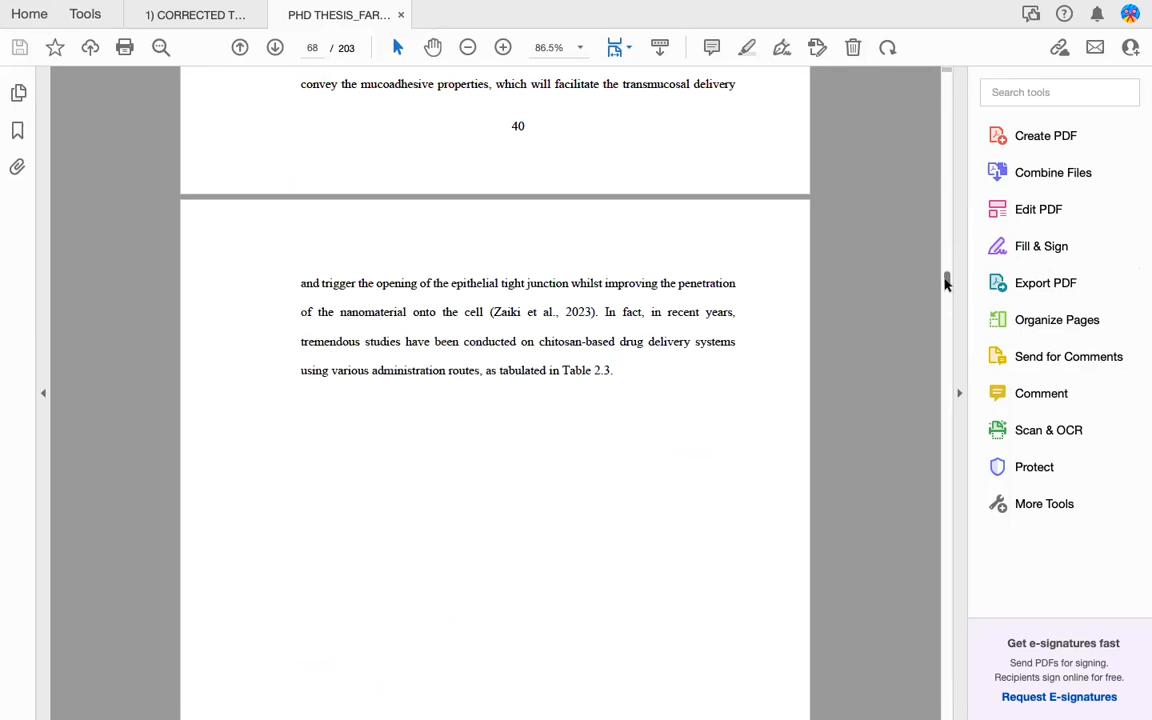 Home
Tools
1) CORRECTED T...
PHD THESIS_FAR...
68 / 203
86.5%
convey the mucoadhesive properties, which will facilitate the transmucosal delivery
40
and trigger the opening of the epithelial tight junction whilst improving the penetration
of the nanomaterial onto the cell (Zaiki et al., 2023). In fact, in recent years,
tremendous studies have been conducted on chitosan-based drug delivery systems
using various administration routes, as tabulated in Table 2.3.
Search tools
Create PDF
Combine Files
Edit PDF
Fill & Sign
Export PDF
Organize Pages
Send for Comments
Comment
Scan & OCR
Protect
More Tools
Get e-signatures fast
Send PDFs for signing.
Recipients sign online for free.
Request E-signatures